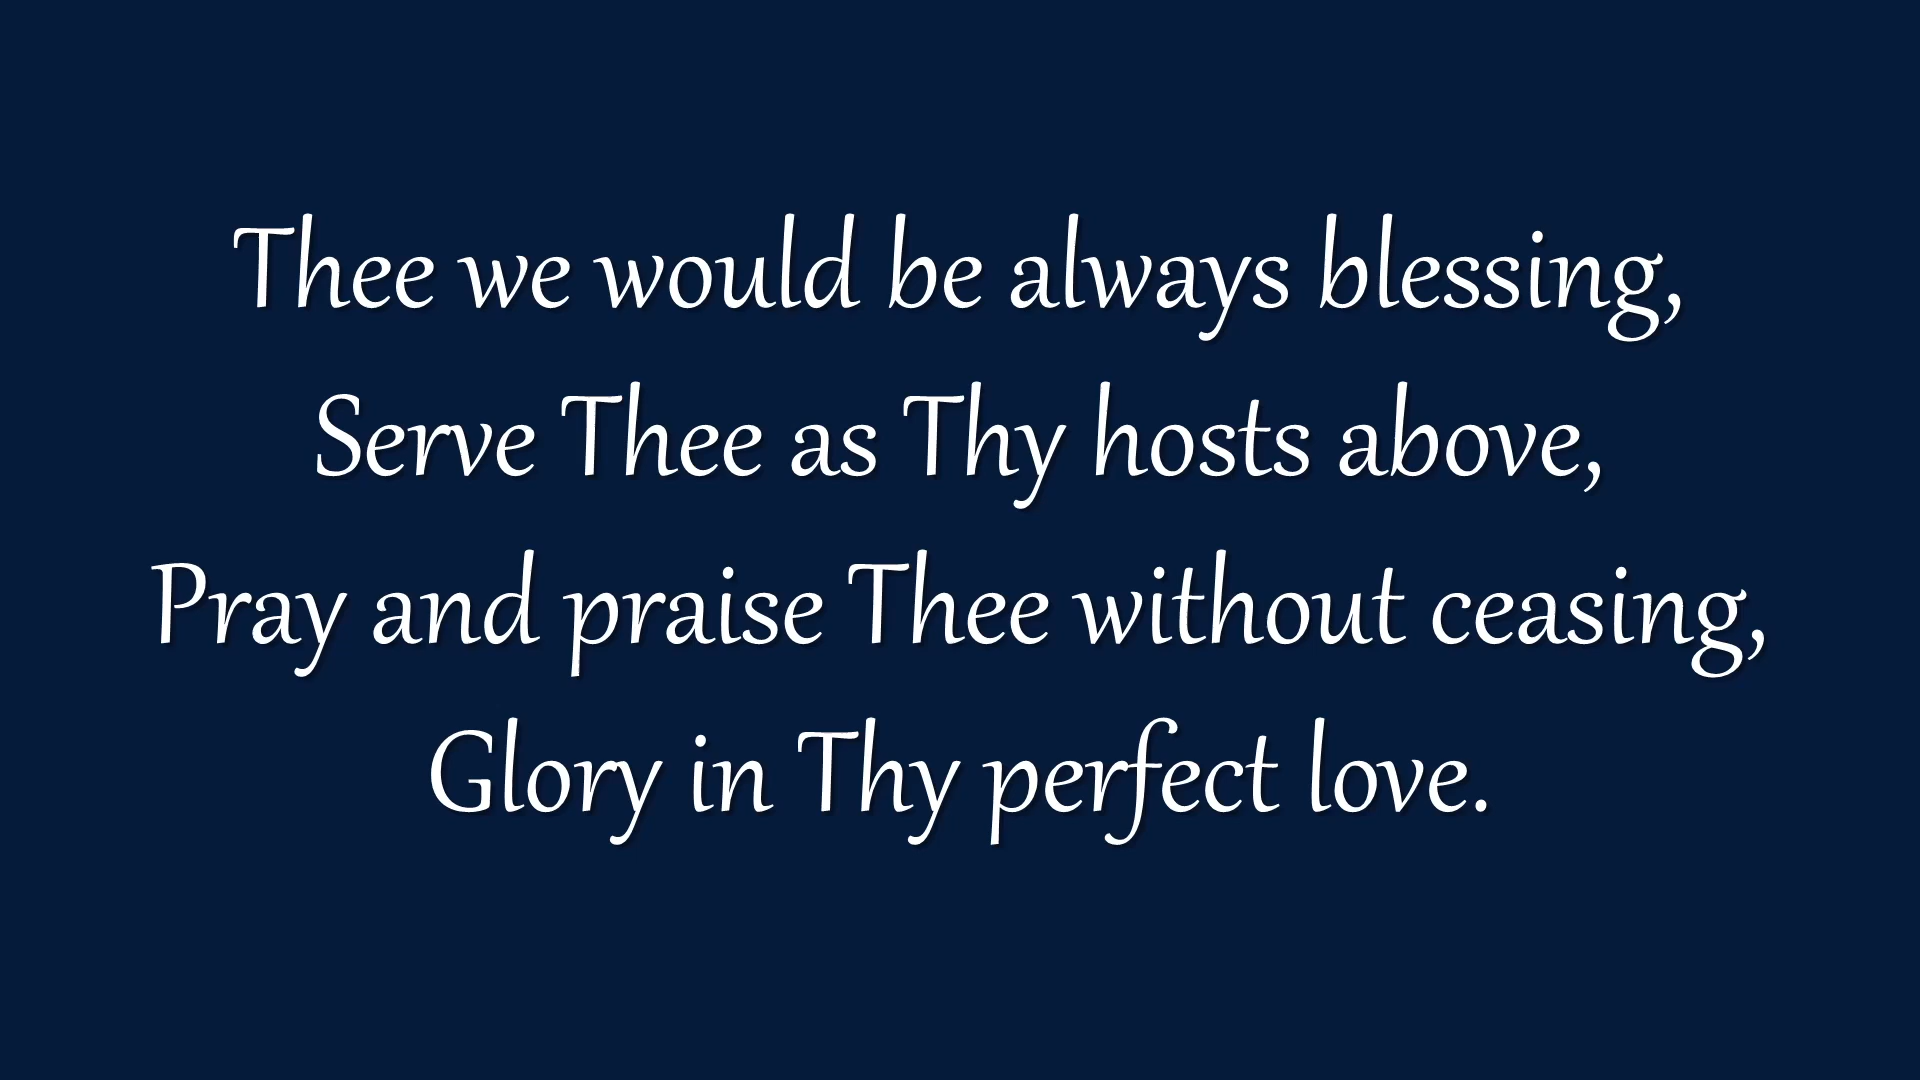 Thee we would be always blessing,
Serve Thee as Thy hosts above,
Pray and praise Thee without ceasing,
Glory in Thy perfect love.